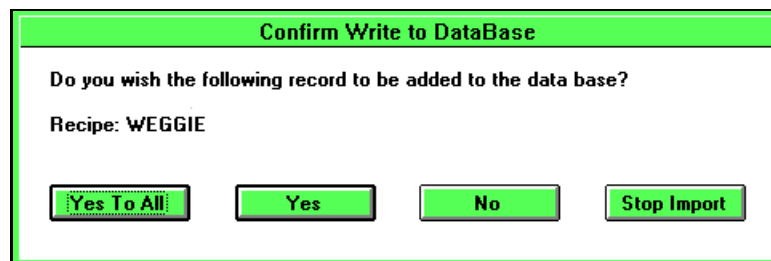 Confirm Write to DataBase
Do you wish the following record to be added to the data base?
Recipe: WEGGIE
Yes To All Yes No Stop Import